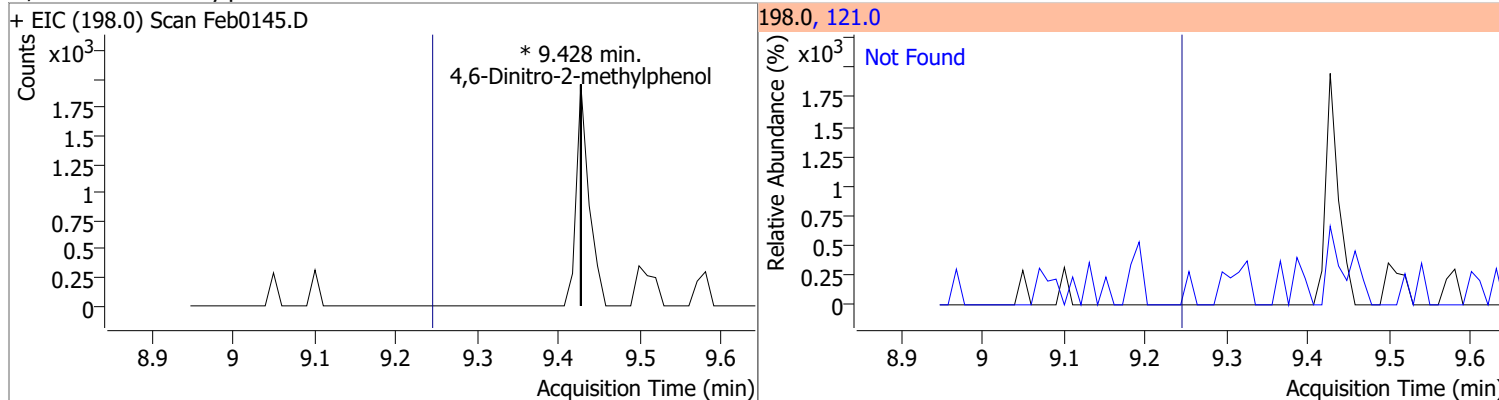 + EIC (198.0) Scan Feb0145.D
Counts
x103
* 9.428 min.
4,6-Dinitro-2-methylphenol
1.75
1.5
1.25
1
0.75
0.5
0.25
0
8.9 9 9.1 9.2 9.3 9.4 9.5 9.6
Acquisition Time (min)
198.0, 121.0
Relative Abundance (%)
x103
Not Found
1.75
1.5
1.25
1
0.75
0.5
0.25
0
8.9 9 9.1 9.2 9.3 9.4 9.5 9.6
Acquisition Time (min)